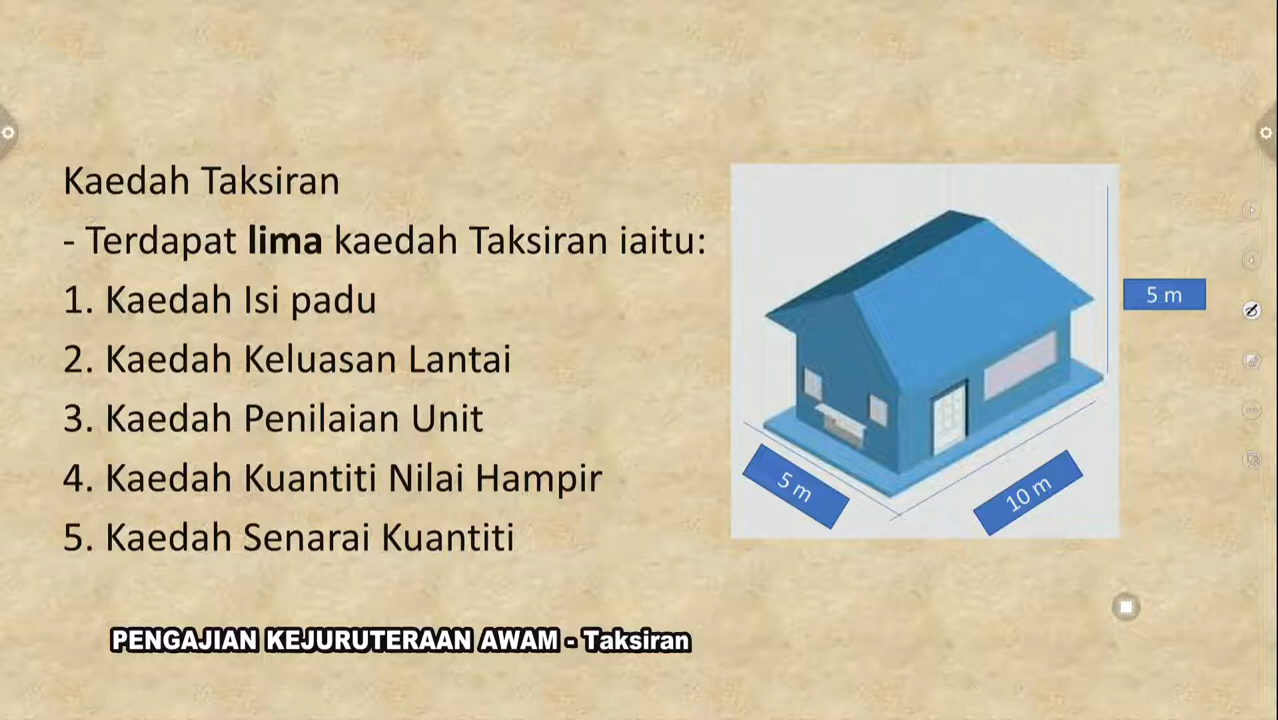 Kaedah Taksiran
- Terdapat lima kaedah Taksiran iaitu:
1. Kaedah Isi padu
2. Kaedah Keluasan Lantai
3. Kaedah Penilaian Unit
4. Kaedah Kuantiti Nilai Hampir
5. Kaedah Senarai Kuantiti
5 m
5 m
10 m
PENGAJIAN KEJURUTERAAN AWAM - Taksiran